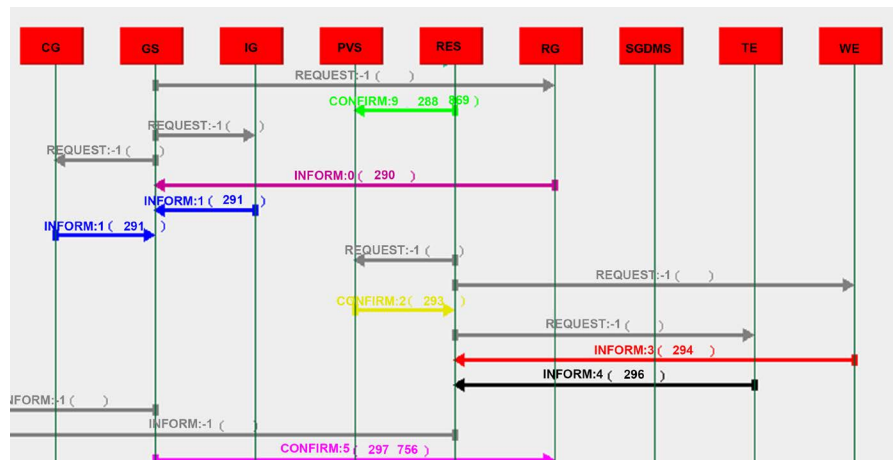 CG GS IG PVS RES RG SGDMS TE WE
REQUEST:-1 ( )
CONFIRM:9 288 869 )
REQUEST:-1 ( )
REQUEST:-1 ( )
INFORM:0 ( 290 )
INFORM:1 ( 291 )
INFORM:1 ( 291 )
REQUEST:-1 ( )
REQUEST:-1 ( )
CONFIRM:2 ( 293 )
REQUEST:-1 ( )
INFORM:3 ( 294 )
INFORM:4 ( 296 )
NFORM:-1 ( )
INFORM:-1 ( )
CONFIRM:5 ( 297 756 )